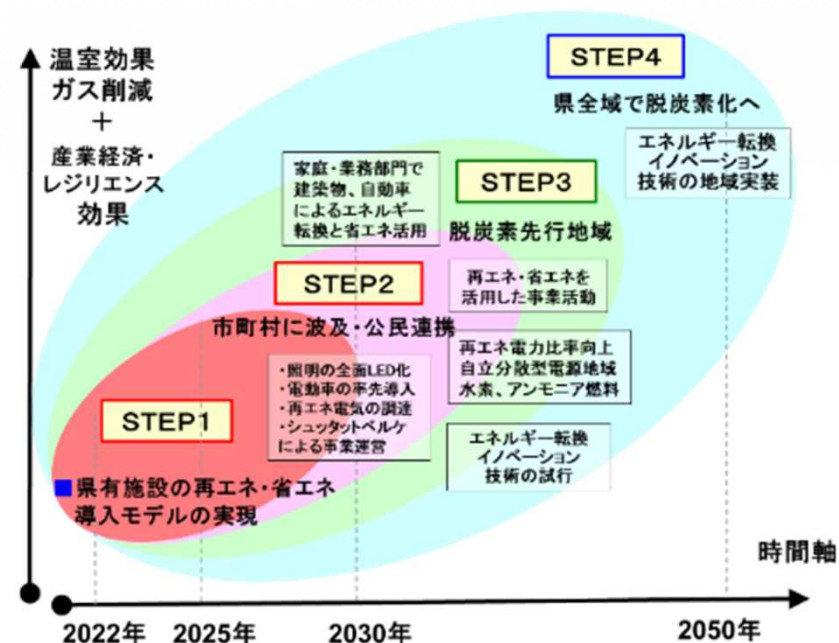 温室効果
ガス削減
＋
産業経済・
レジリエンス
効果
STEP4
県全域で脱炭素化へ
エネルギー転換
イノベーション
技術の地域実装
家庭・業務部門で
建築物、自動車
によるエネルギー
転換と省エネ活用
STEP3
脱炭素先行地域
再エネ・省エネを
活用した事業活動
STEP2
市町村に波及・公民連携
再エネ電力比率向上
自立分散型電源地域
水素、アンモニア燃料
・照明の全面LED化
・電動車の率先導入
・再エネ電気の調達
・シュタットベルケ
による事業運営
エネルギー転換
イノベーション
技術の試行
STEP1
■県有施設の再エネ・省エネ
導入モデルの実現
時間軸
2022年
2025年
2030年
2050年